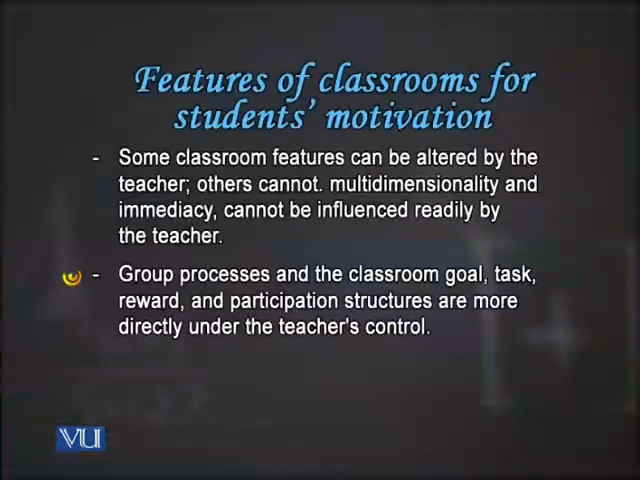 Features of classrooms for
students' motivation
- Some classroom features can be altered by the
teacher; others cannot. multidimensionality and
immediacy, cannot be influenced readily by
the teacher.
- Group processes and the classroom goal, task,
reward, and participation structures are more
directly under the teacher's control.
VU